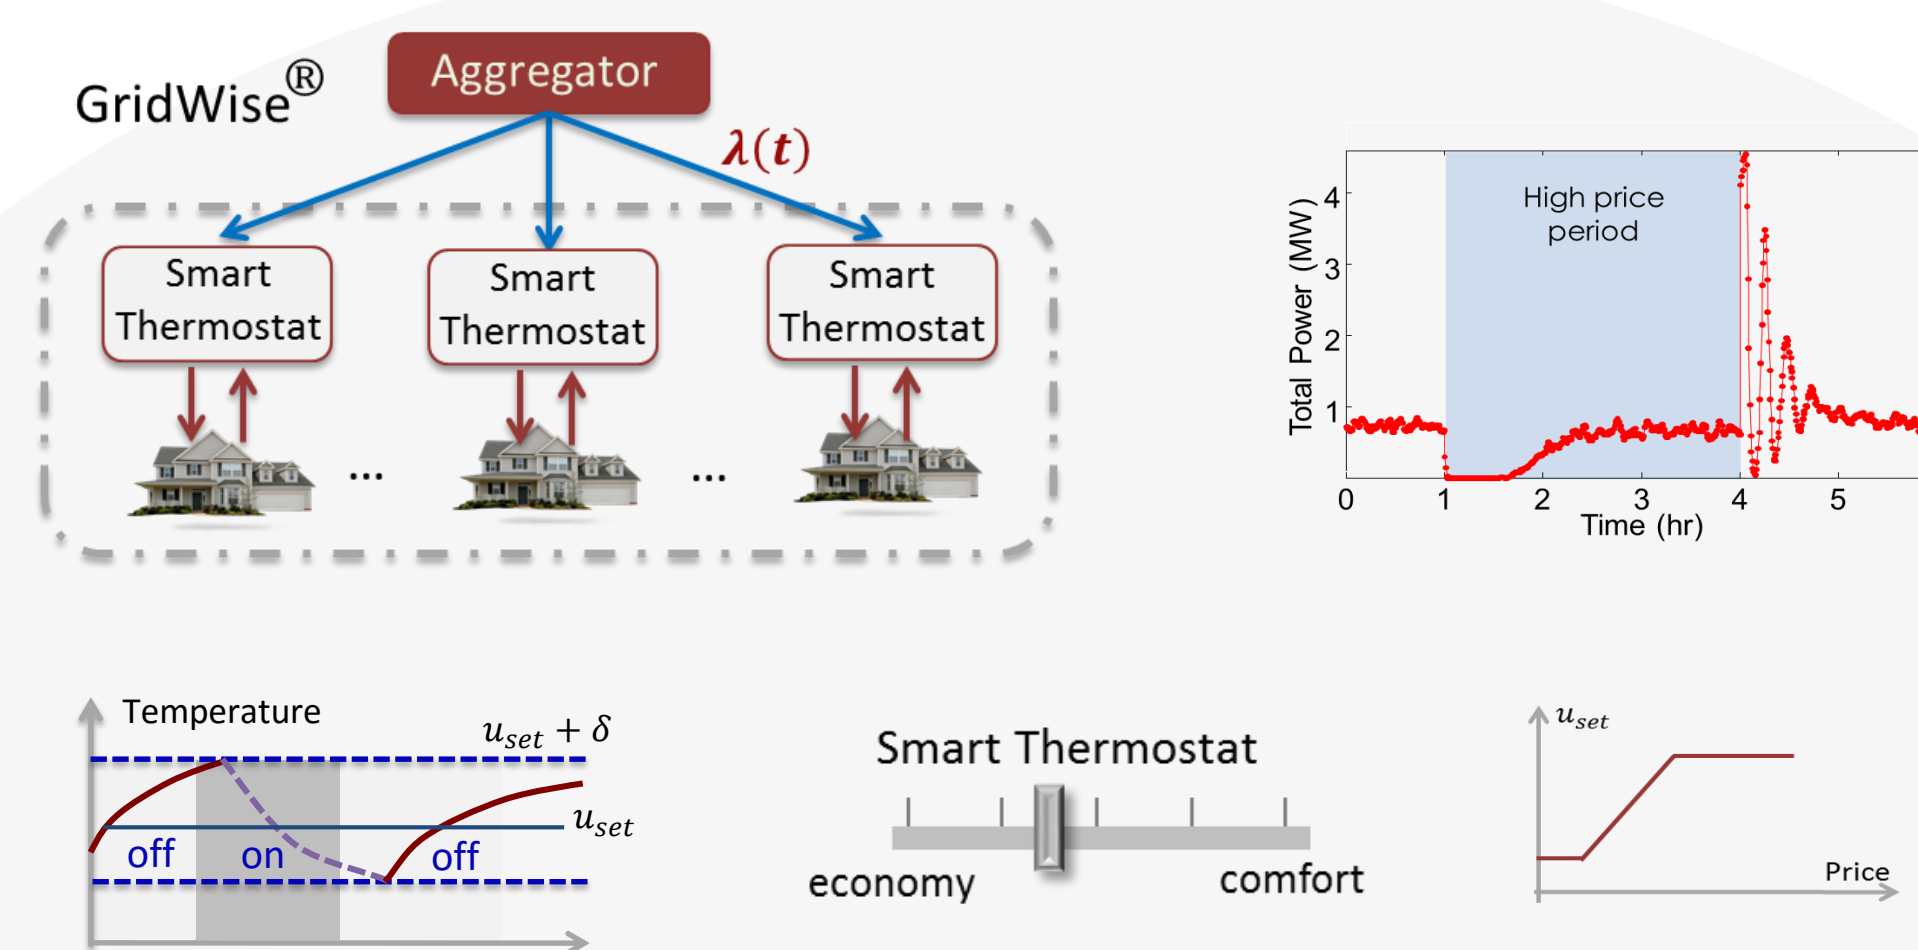 GridWise®
Aggregator
λ(t)
Smart
Thermostat
Smart
Thermostat
Smart
Thermostat
...
...
High price
period
Total Power (MW)
4
3
2
1
0 1 2 3 4 5
Time (hr)
Temperature
u_set + δ
u_set
off on off
Smart Thermostat
economy comfort
u_set
Price